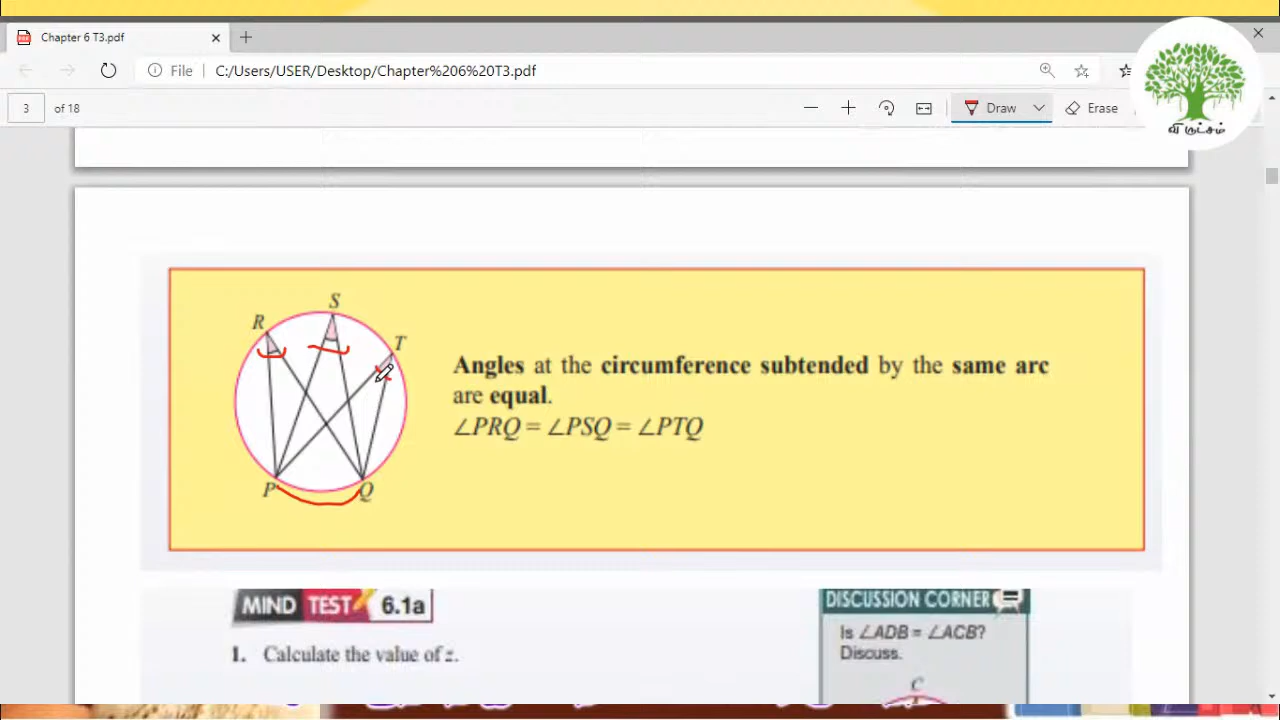 Chapter 6 T3.pdf
File
C:/Users/USER/Desktop/Chapter%206%20T3.pdf
3 of 18
Draw
Erase
விருட்சம்
S
R
T
P
Q
Angles at the circumference subtended by the same arc
are equal.
∠PRQ = ∠PSQ = ∠PTQ
MIND TEST 6.1a
1. Calculate the value of z.
DISCUSSION CORNER
Is ∠ADB = ∠ACB?
Discuss.
C